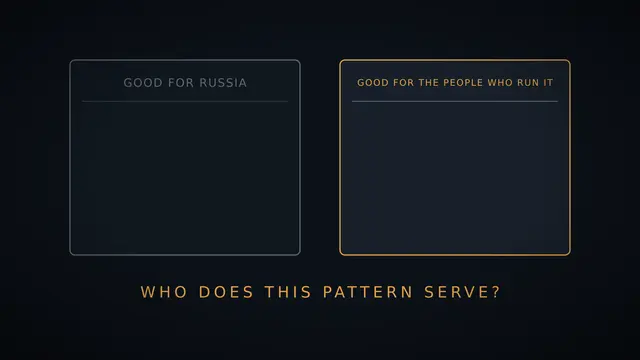 GOOD FOR RUSSIA
GOOD FOR THE PEOPLE WHO RUN IT
WHO DOES THIS PATTERN SERVE?